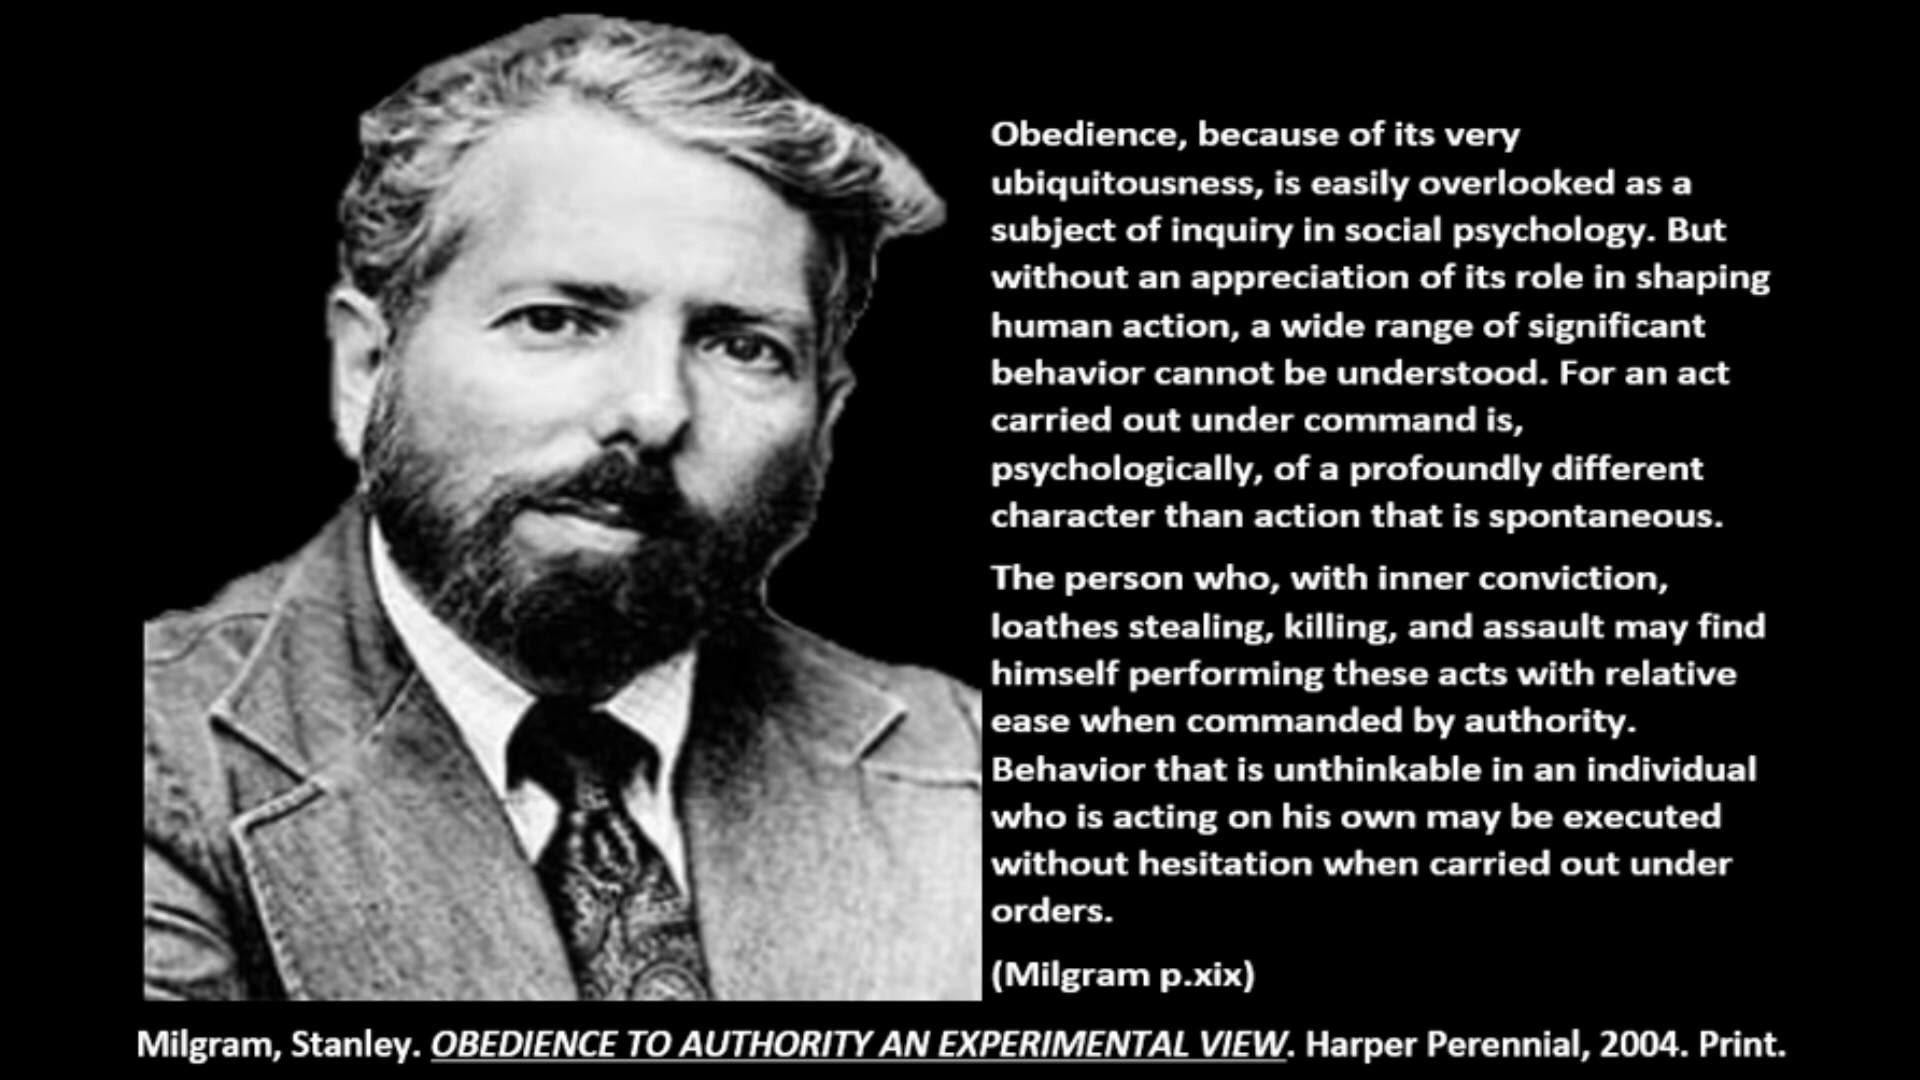 Obedience, because of its very
ubiquitousness, is easily overlooked as a
subject of inquiry in social psychology. But
without an appreciation of its role in shaping
human action, a wide range of significant
behavior cannot be understood. For an act
carried out under command is,
psychologically, of a profoundly different
character than action that is spontaneous.
The person who, with inner conviction,
loathes stealing, killing, and assault may find
himself performing these acts with relative
ease when commanded by authority.
Behavior that is unthinkable in an individual
who is acting on his own may be executed
without hesitation when carried out under
orders.
(Milgram p.xix)
Milgram, Stanley. OBEDIENCE TO AUTHORITY AN EXPERIMENTAL VIEW. Harper Perennial, 2004. Print.